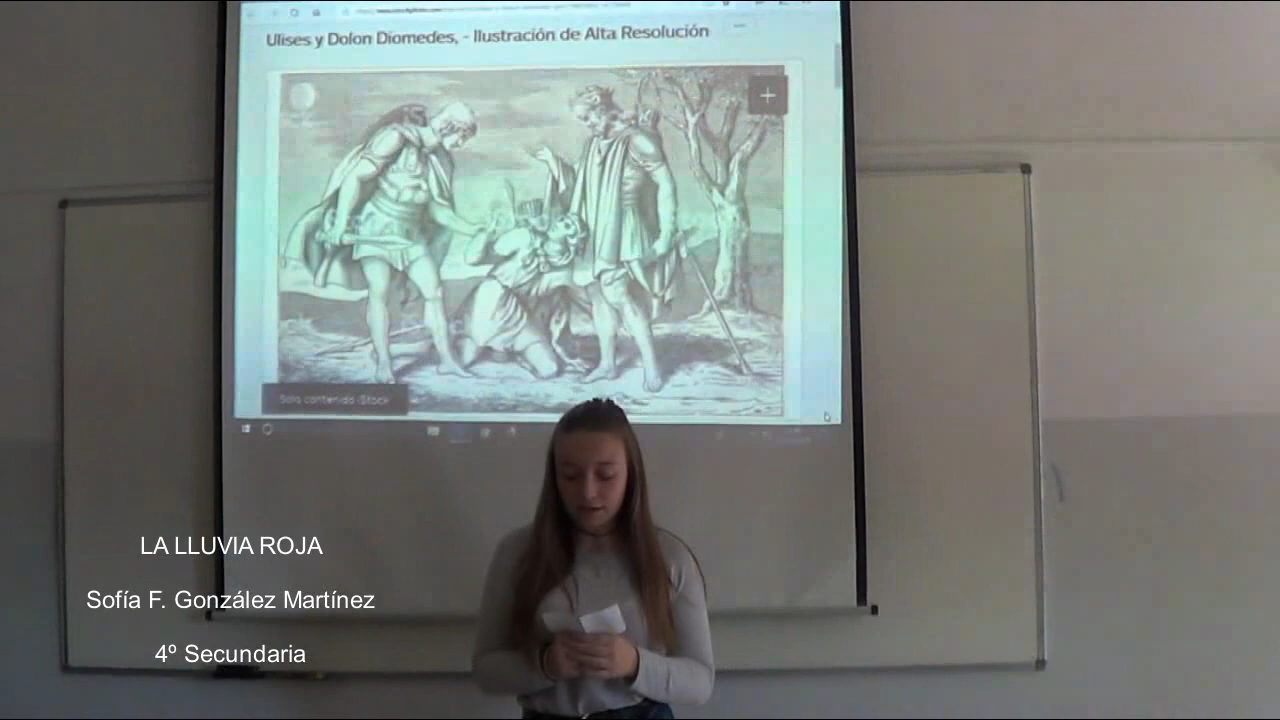 Ulises y Dolon Diomedes, - Ilustración de Alta Resolución
+
Solo contenido iStock
LA LLUVIA ROJA
Sofía F. González Martínez
4º Secundaria